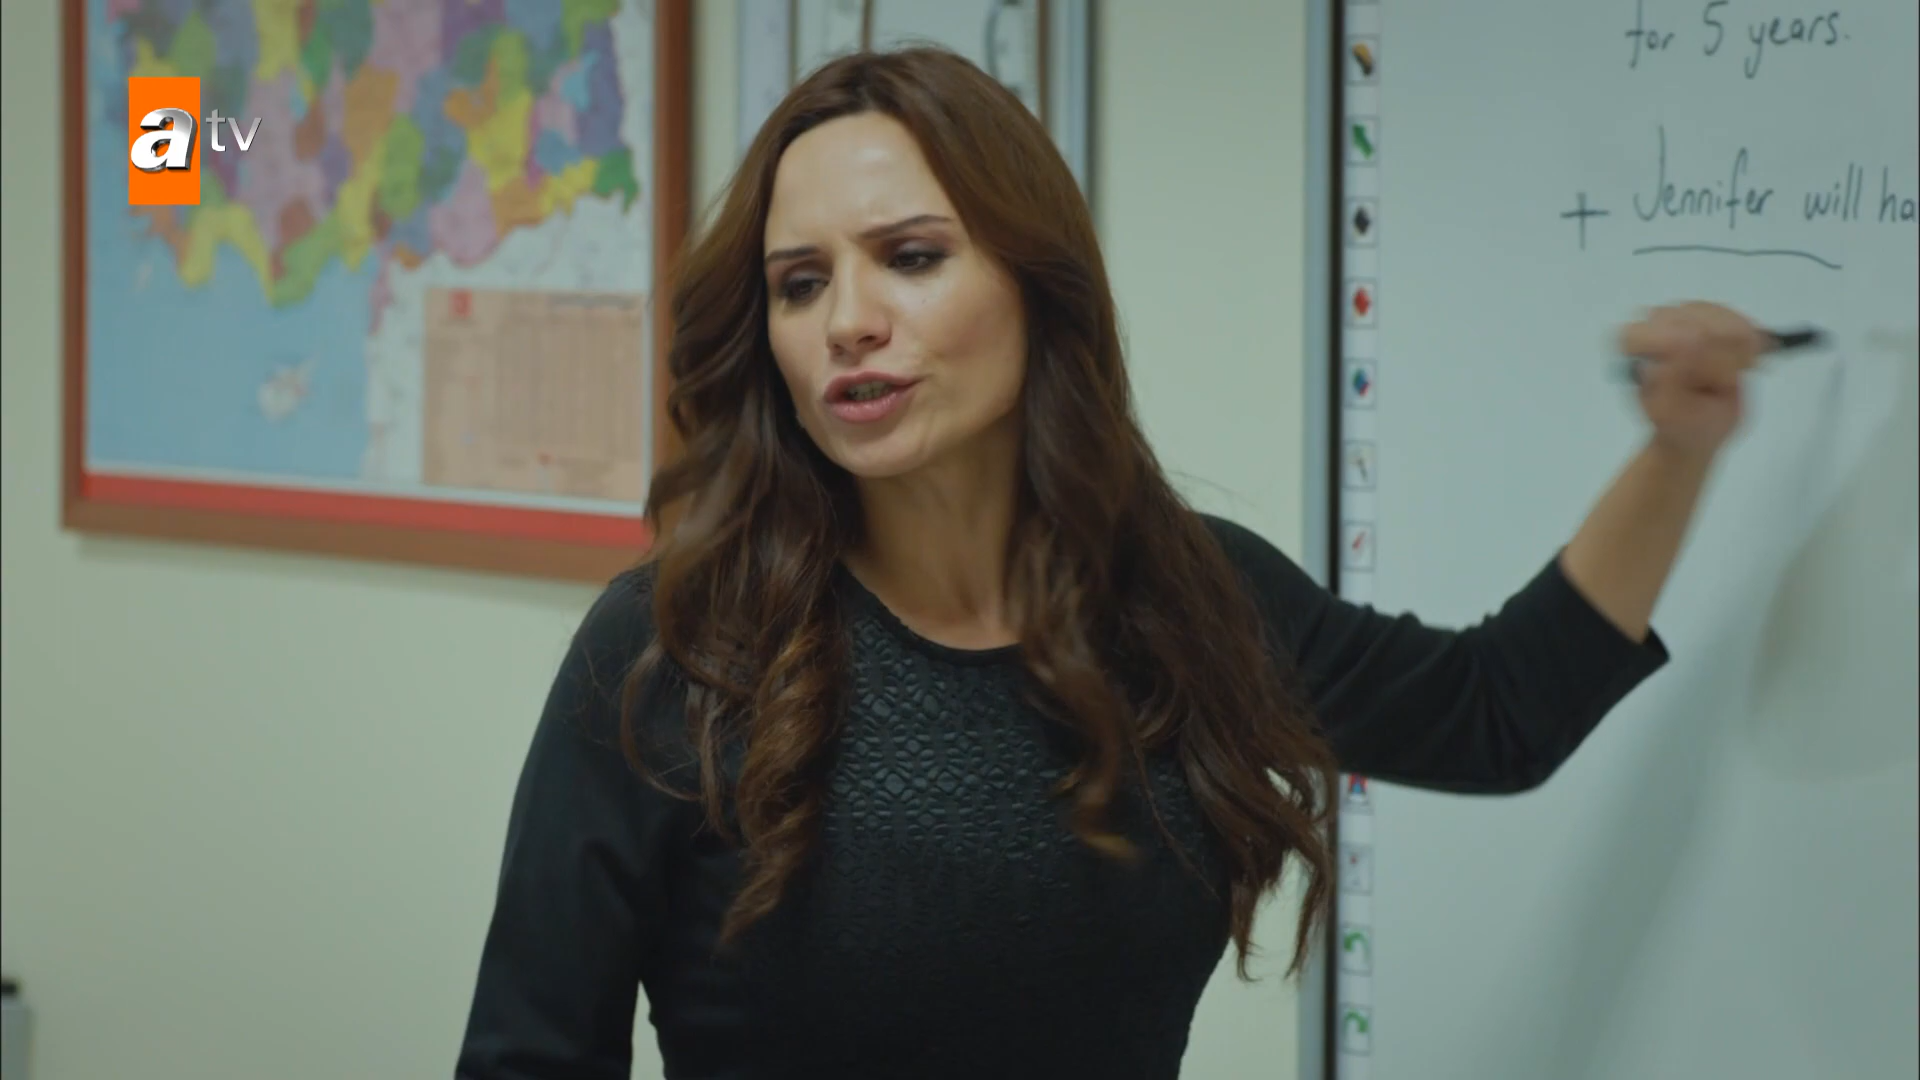 atv
for 5 years.
+ Jennifer will ha